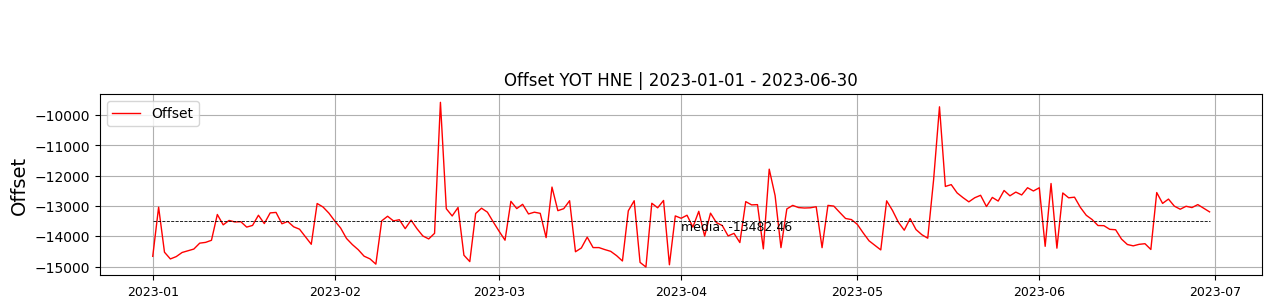 Offset YOT HNE | 2023-01-01 - 2023-06-30
Offset
Offset
−10000
−11000
−12000
−13000
−14000
−15000
media: -13482.46
2023-01 2023-02 2023-03 2023-04 2023-05 2023-06 2023-07